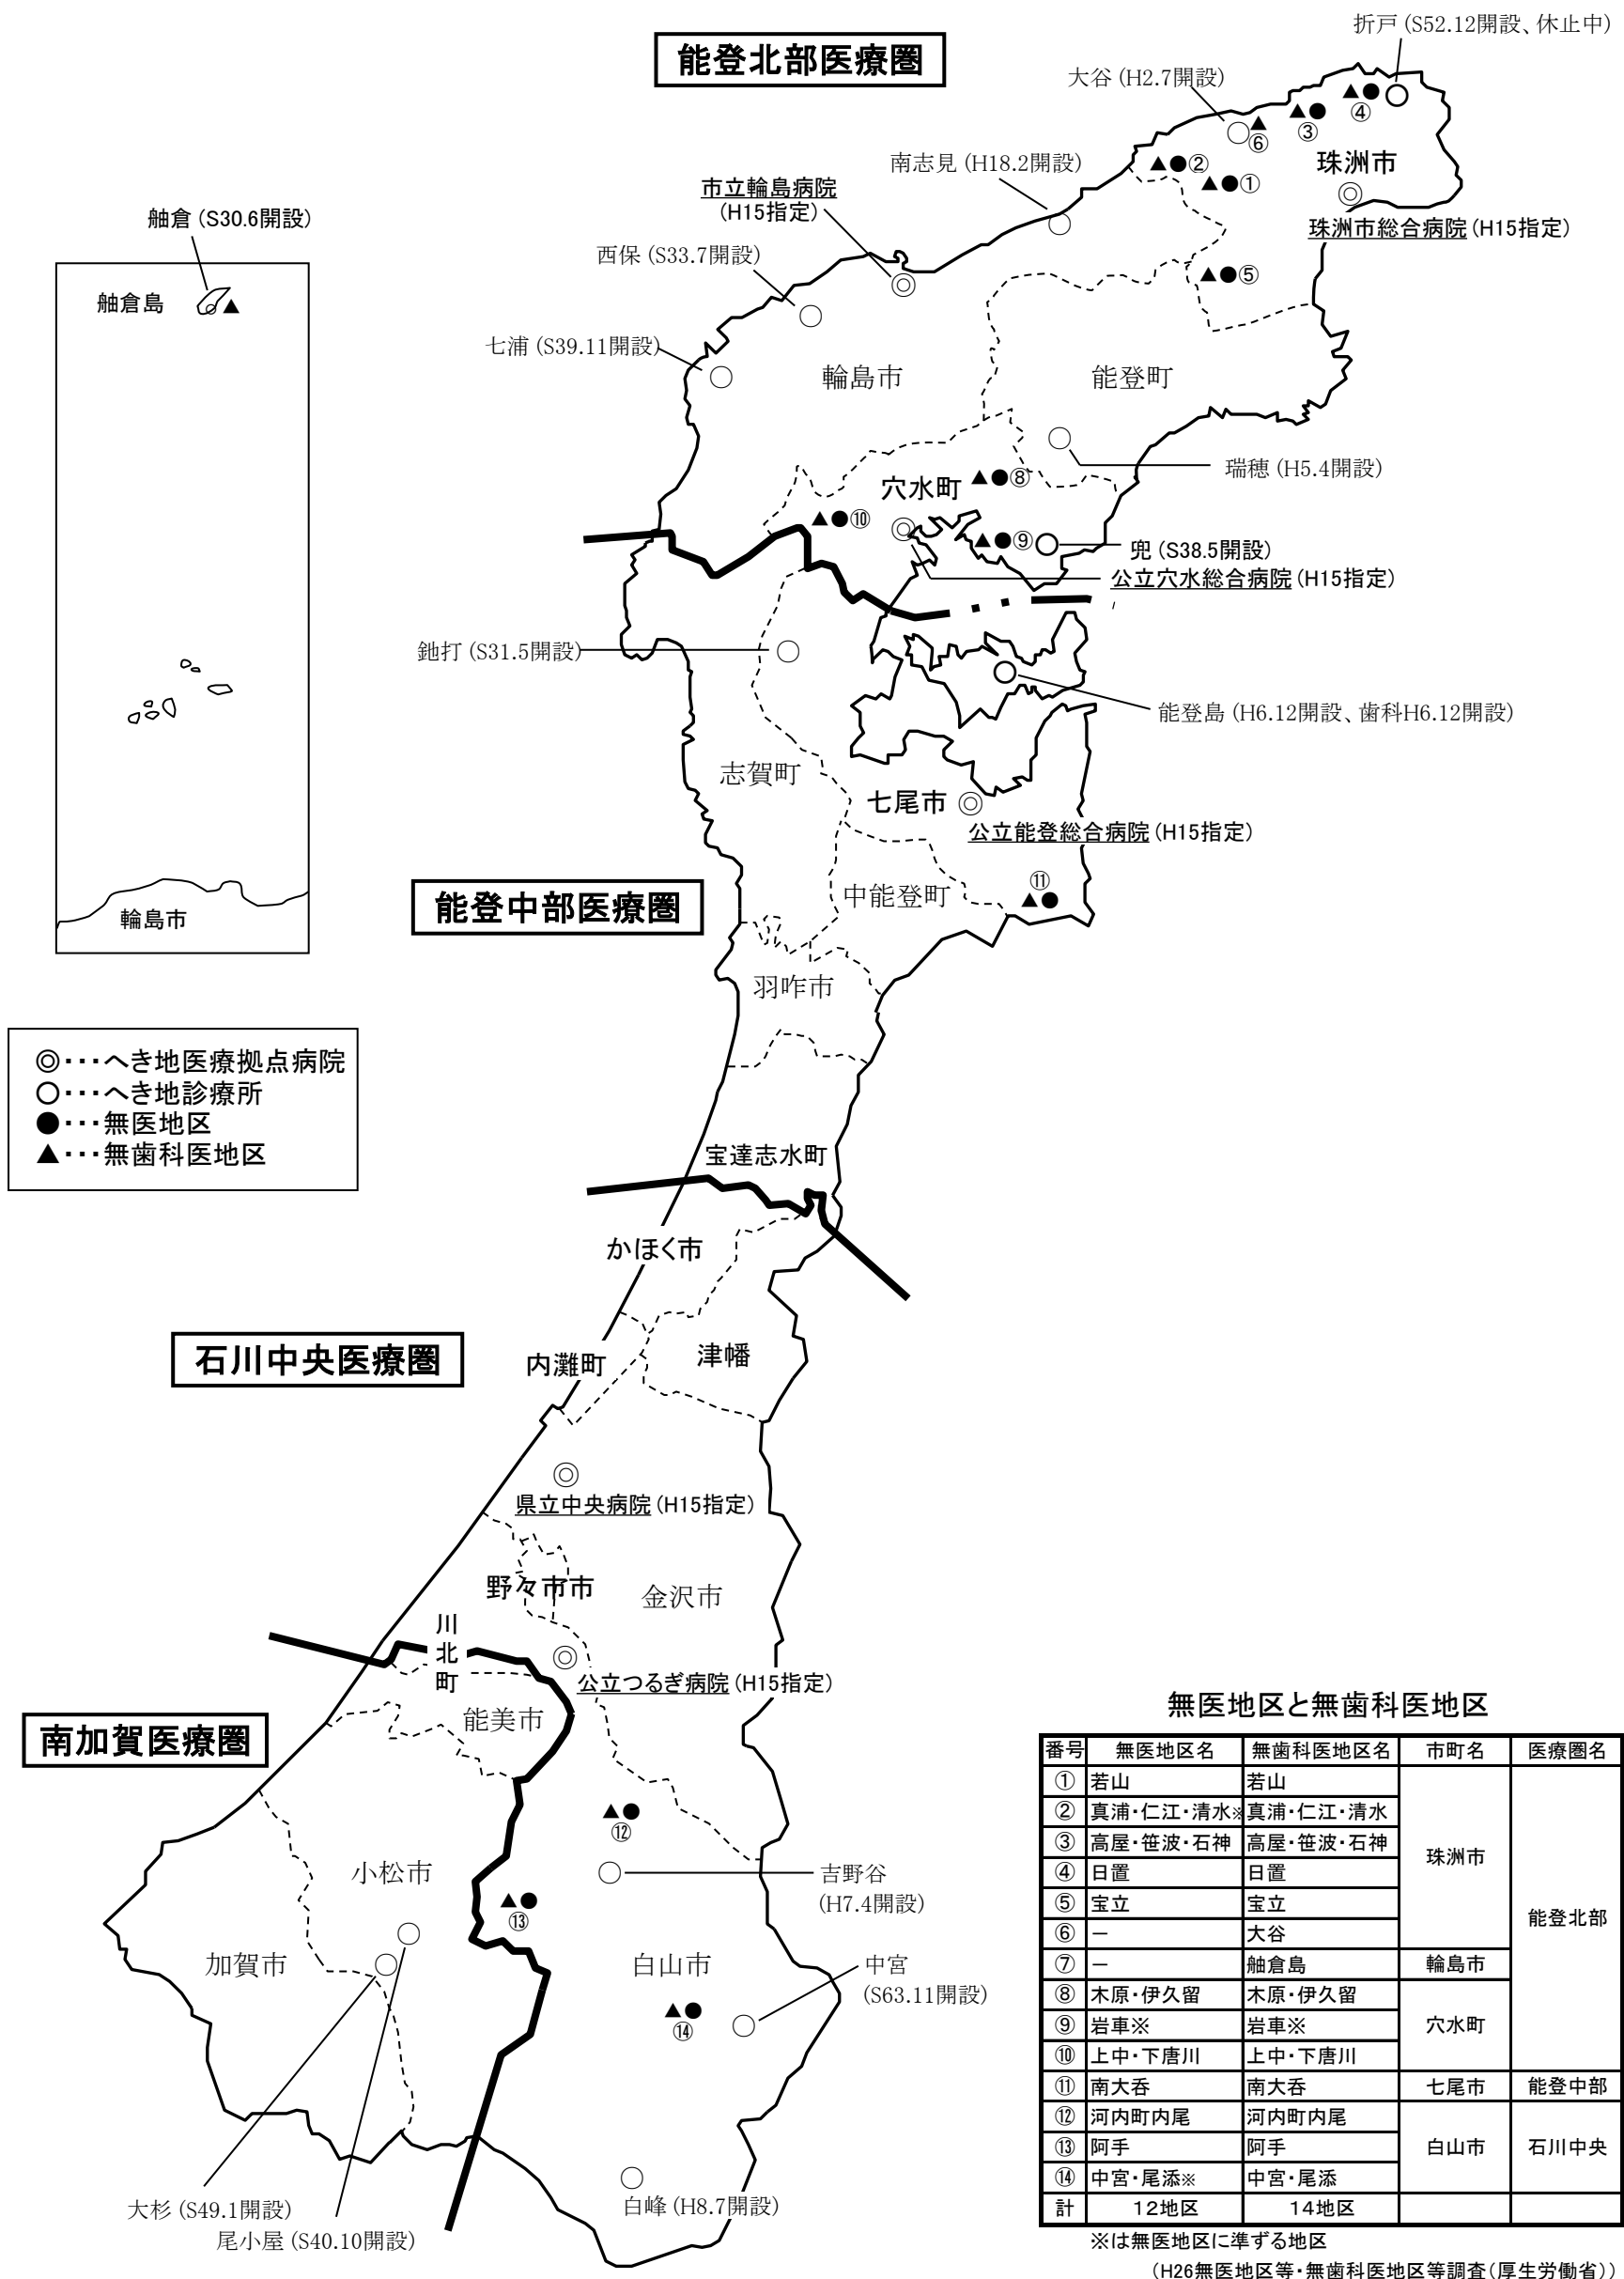 折戸 (S52.12開設、休止中)
能登北部医療圏
大谷 (H2.7開設)
④
③
⑥
珠洲市
南志見 (H18.2開設)
②
①
市立輪島病院
(H15指定)
珠洲市総合病院 (H15指定)
舳倉 (S30.6開設)
西保 (S33.7開設)
⑤
舳倉島
七浦 (S39.11開設)
輪島市
能登町
瑞穂 (H5.4開設)
穴水町
⑧
⑩
⑨
兜 (S38.5開設)
公立穴水総合病院 (H15指定)
釶打 (S31.5開設)
能登島 (H6.12開設、歯科H6.12開設)
志賀町
七尾市
公立能登総合病院 (H15指定)
⑪
中能登町
能登中部医療圏
輪島市
羽咋市
◎・・・へき地医療拠点病院
○・・・へき地診療所
●・・・無医地区
▲・・・無歯科医地区
宝達志水町
かほく市
石川中央医療圏
内灘町
津幡
県立中央病院 (H15指定)
野々市市
金沢市
川北町
公立つるぎ病院 (H15指定)
能美市
南加賀医療圏
⑫
小松市
吉野谷
(H7.4開設)
⑬
加賀市
白山市
中宮
(S63.11開設)
⑭
白峰 (H8.7開設)
大杉 (S49.1開設)
尾小屋 (S40.10開設)
無医地区と無歯科医地区
番号 無医地区名 無歯科医地区名 市町名 医療圏名
① 若山 若山 珠洲市 能登北部
② 真浦・仁江・清水※ 真浦・仁江・清水
③ 高屋・笹波・石神 高屋・笹波・石神
④ 日置 日置
⑤ 宝立 宝立
⑥ － 大谷
⑦ － 舳倉島 輪島市
⑧ 木原・伊久留 木原・伊久留 穴水町
⑨ 岩車※ 岩車※
⑩ 上中・下唐川 上中・下唐川
⑪ 南大呑 南大呑 七尾市 能登中部
⑫ 河内町内尾 河内町内尾 白山市 石川中央
⑬ 阿手 阿手
⑭ 中宮・尾添※ 中宮・尾添
計 12地区 14地区
※は無医地区に準ずる地区
（H26無医地区等・無歯科医地区等調査（厚生労働省））